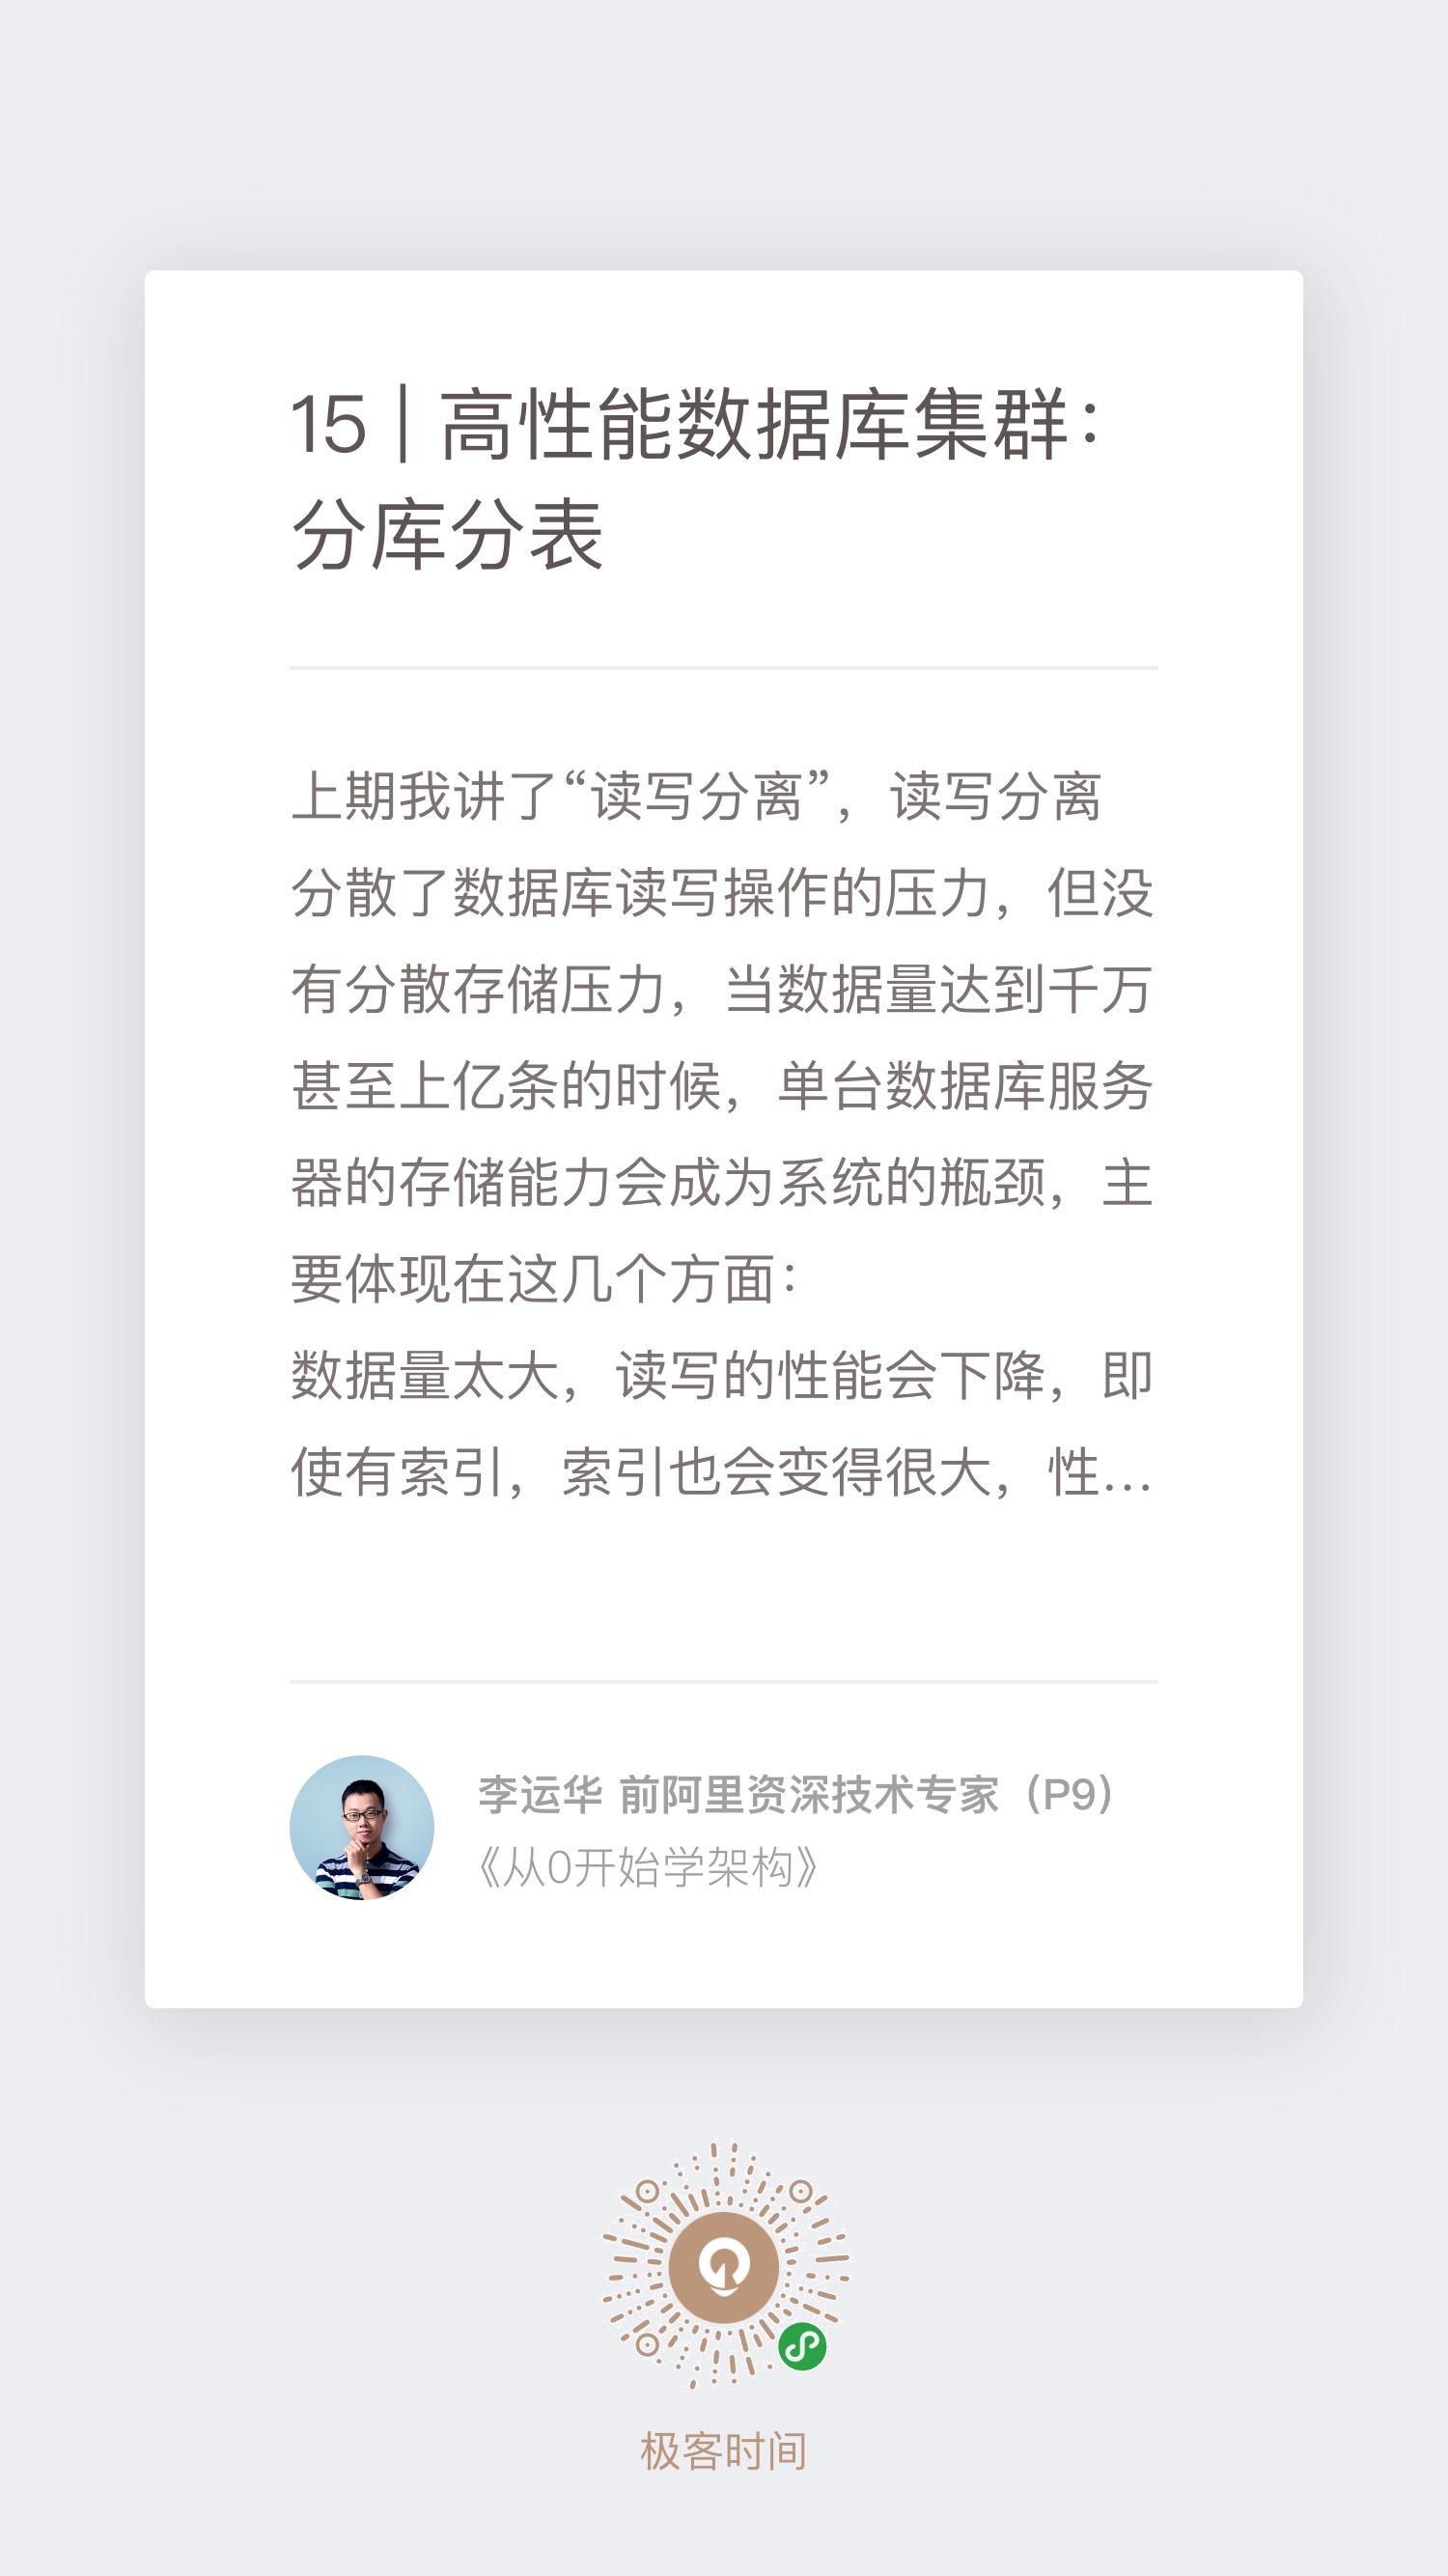 15 | 高性能数据库集群：
分库分表
上期我讲了“读写分离”，读写分离
分散了数据库读写操作的压力，但没
有分散存储压力，当数据量达到千万
甚至上亿条的时候，单台数据库服务
器的存储能力会成为系统的瓶颈，主
要体现在这几个方面：
数据量太大，读写的性能会下降，即
使有索引，索引也会变得很大，性...
李运华 前阿里资深技术专家（P9）
《从0开始学架构》
极客时间